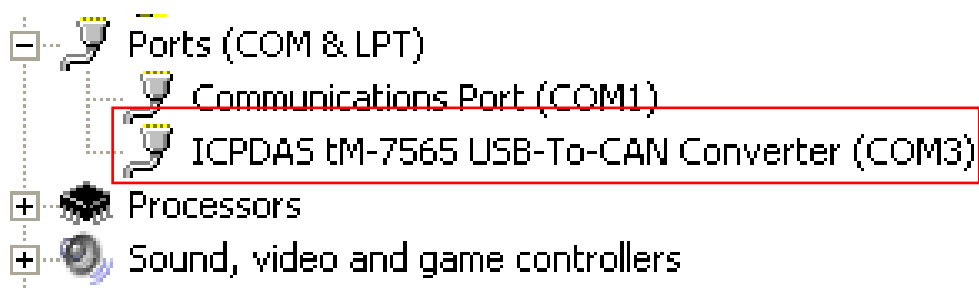 Ports (COM & LPT)
Communications Port (COM1)
ICPDAS tM-7565 USB-To-CAN Converter (COM3)
Processors
Sound, video and game controllers